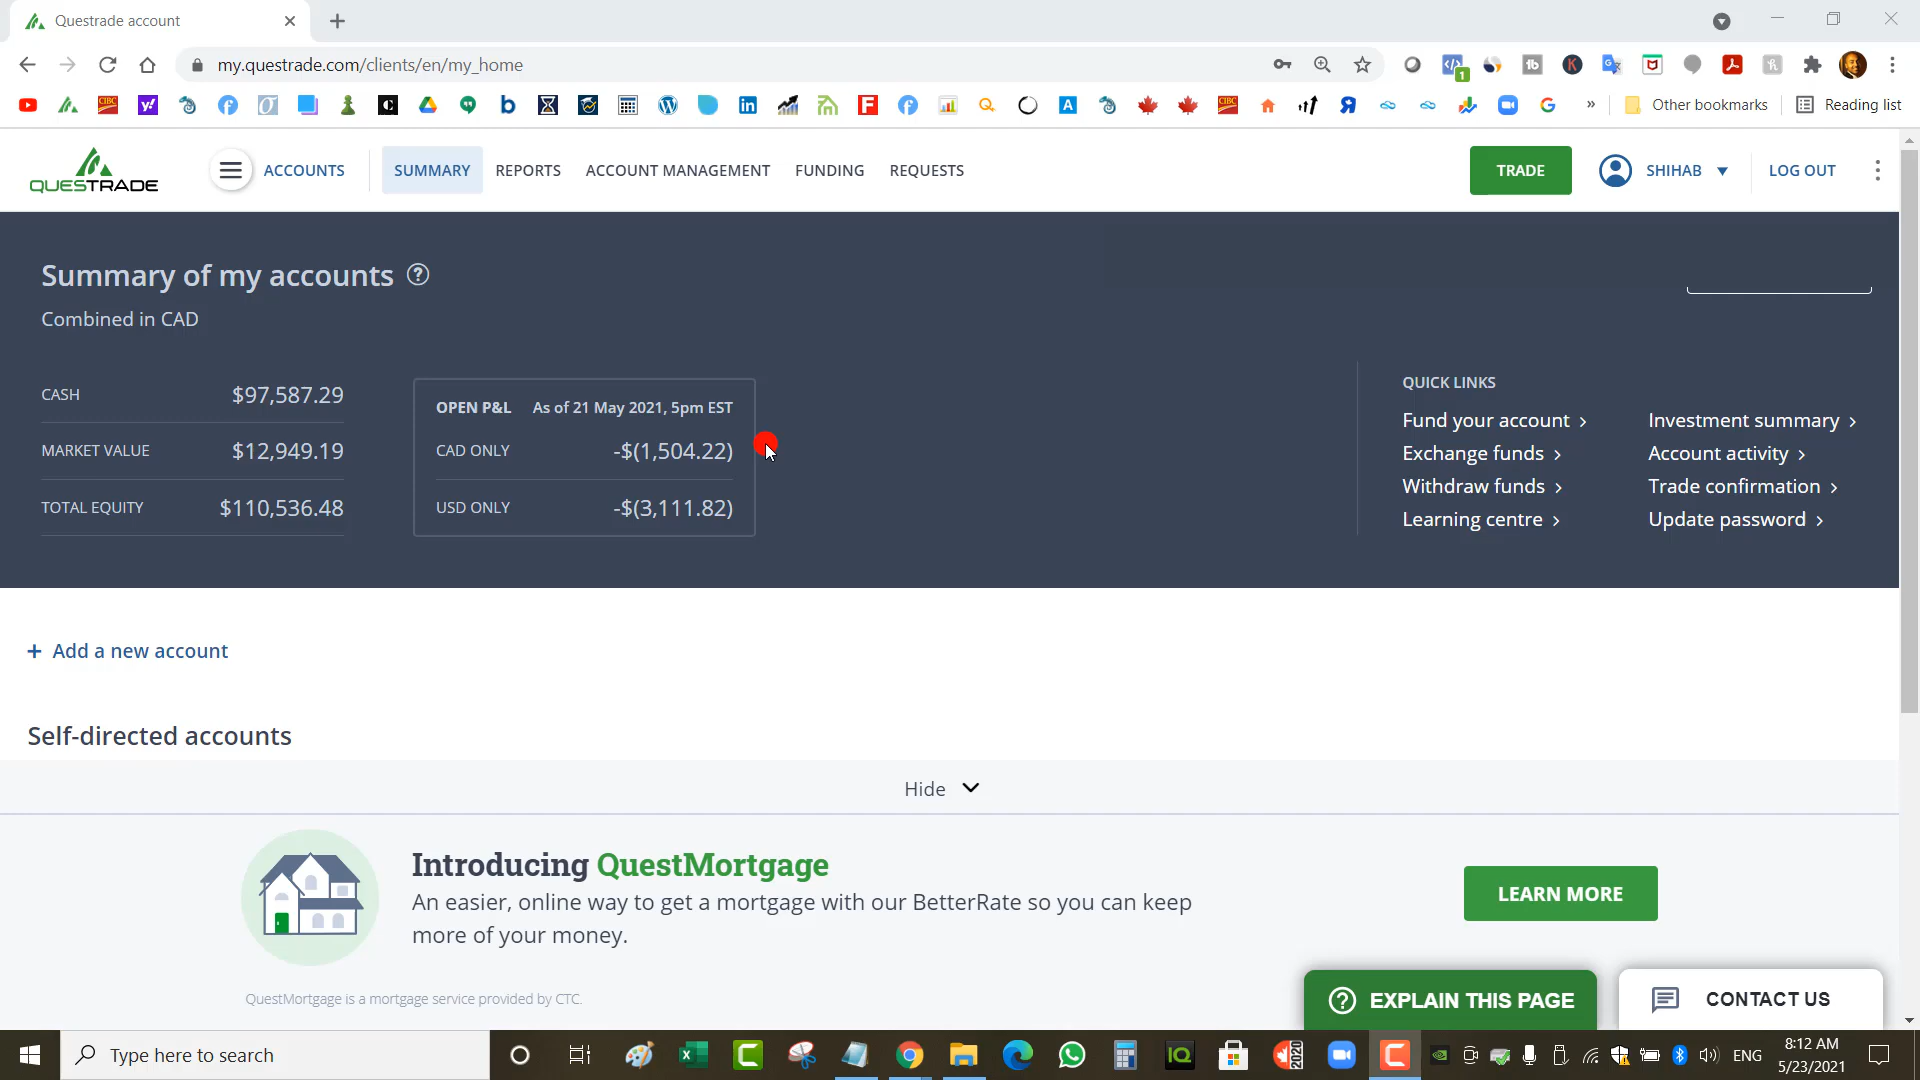 Questrade account
my.questrade.com/clients/en/my_home
Other bookmarks
Reading list
QUESTRADE
ACCOUNTS
SUMMARY
REPORTS
ACCOUNT MANAGEMENT
FUNDING
REQUESTS
TRADE
SHIHAB
LOG OUT
Summary of my accounts
Combined in CAD
CASH $97,587.29
MARKET VALUE $12,949.19
TOTAL EQUITY $110,536.48
OPEN P&L As of 21 May 2021, 5pm EST
CAD ONLY -$(1,504.22)
USD ONLY -$(3,111.82)
QUICK LINKS
Fund your account >
Exchange funds >
Withdraw funds >
Learning centre >
Investment summary >
Account activity >
Trade confirmation >
Update password >
+ Add a new account
Self-directed accounts
Hide
Introducing QuestMortgage
An easier, online way to get a mortgage with our BetterRate so you can keep
more of your money.
LEARN MORE
QuestMortgage is a mortgage service provided by CTC.
EXPLAIN THIS PAGE
CONTACT US
Type here to search
ENG
8:12 AM
5/23/2021